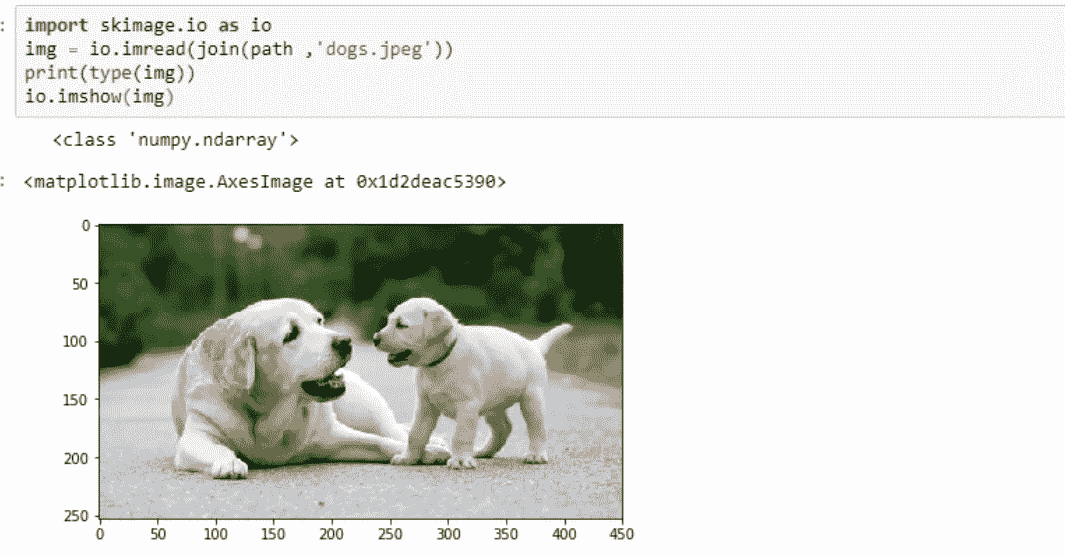 : import skimage.io as io
img = io.imread(join(path ,'dogs.jpeg'))
print(type(img))
io.imshow(img)
<class 'numpy.ndarray'>
: <matplotlib.image.AxesImage at 0x1d2deac5390>
0
50
100
150
200
250
0 50 100 150 200 250 300 350 400 450